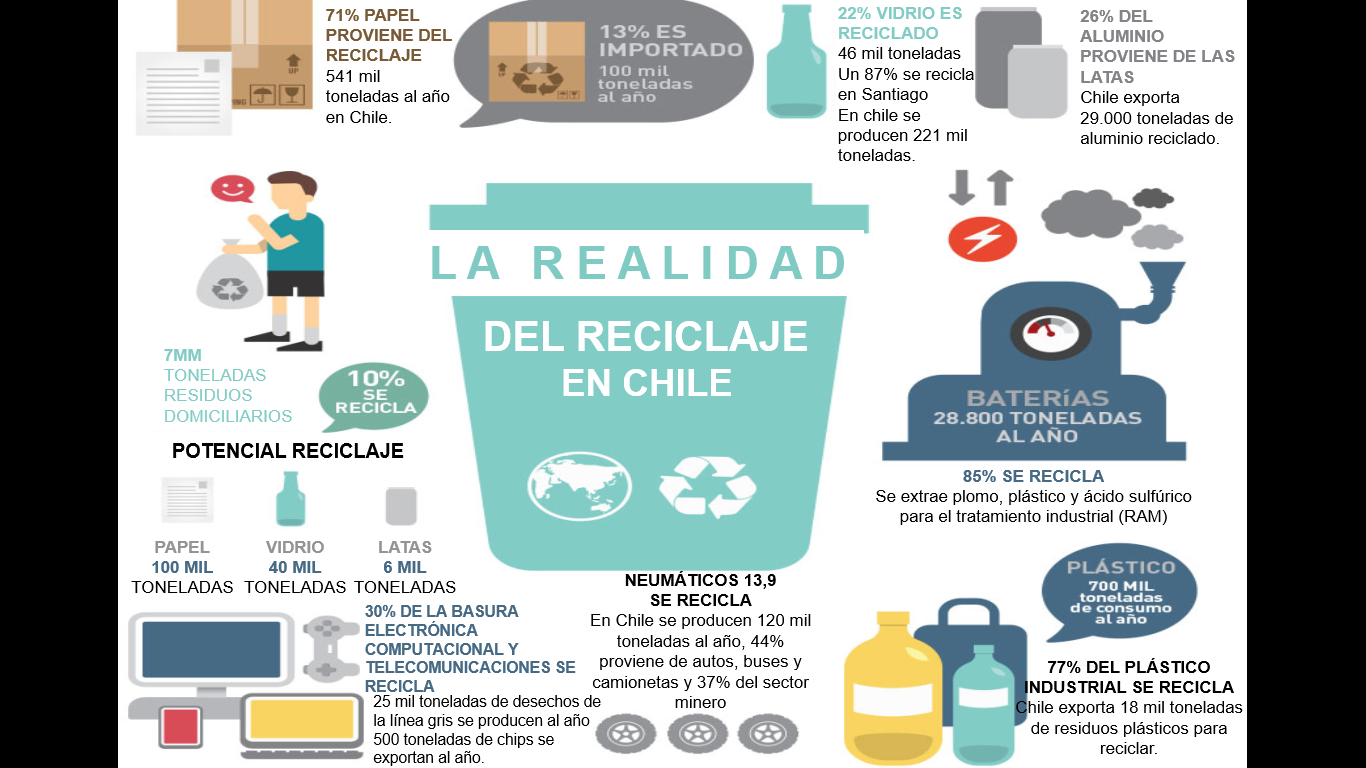 71% PAPEL
PROVIENE DEL
RECICLAJE
541 mil
toneladas al año
en Chile.
UP
13% ES
IMPORTADO
100 mil
toneladas
al año
UP
22% VIDRIO ES
RECICLADO
46 mil toneladas
Un 87% se recicla
en Santiago
En chile se
producen 221 mil
toneladas.
26% DEL
ALUMINIO
PROVIENE DE LAS
LATAS
Chile exporta
29.000 toneladas de
aluminio reciclado.
LA REALIDAD
DEL RECICLAJE
EN CHILE
7MM
TONELADAS
RESIDUOS
DOMICILIARIOS
10%
SE
RECICLA
POTENCIAL RECICLAJE
PAPEL
100 MIL
TONELADAS
VIDRIO
40 MIL
TONELADAS
LATAS
6 MIL
TONELADAS
BATERíAS
28.800 TONELADAS
AL AÑO
85% SE RECICLA
Se extrae plomo, plástico y ácido sulfúrico
para el tratamiento industrial (RAM)
30% DE LA BASURA
ELECTRÓNICA
COMPUTACIONAL Y
TELECOMUNICACIONES SE
RECICLA
25 mil toneladas de desechos de
la línea gris se producen al año
500 toneladas de chips se
exportan al año.
NEUMÁTICOS 13,9
SE RECICLA
En Chile se producen 120 mil
toneladas al año, 44%
proviene de autos, buses y
camionetas y 37% del sector
minero
PLÁSTICO
700 MIL
toneladas
de consumo
al año
77% DEL PLÁSTICO
INDUSTRIAL SE RECICLA
Chile exporta 18 mil toneladas
de residuos plásticos para
reciclar.